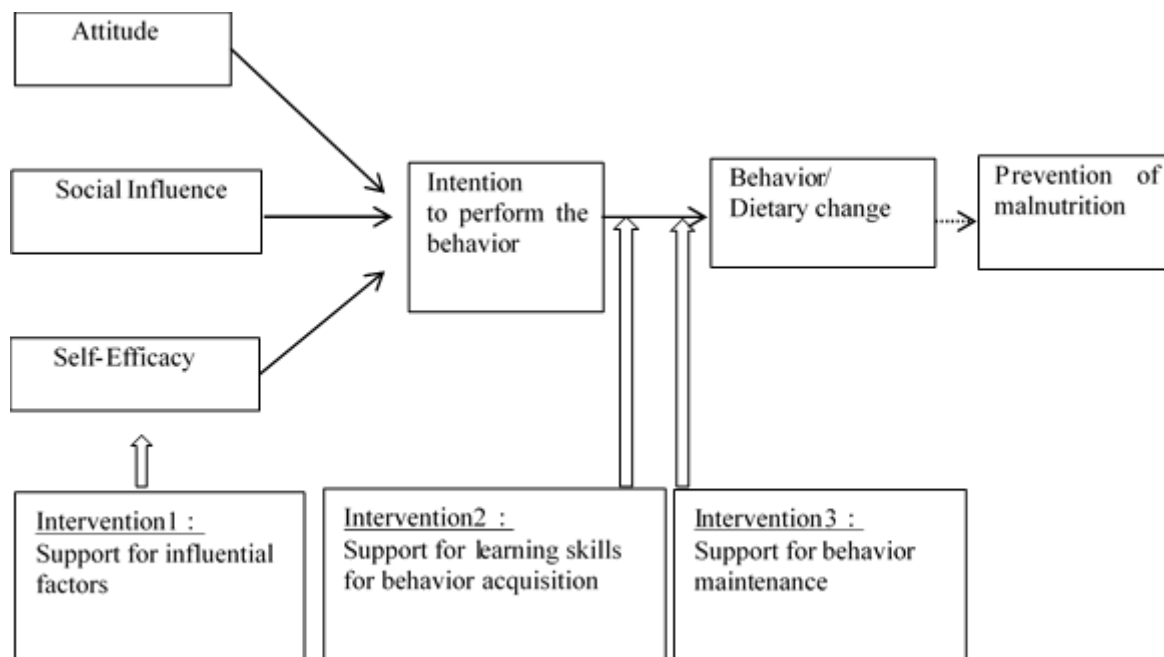 Attitude
Social Influence
Self-Efficacy
Intention
to perform the
behavior
Behavior/
Dietary change
Prevention of
malnutrition
Intervention1 :
Support for influential
factors
Intervention2 :
Support for learning skills
for behavior acquisition
Intervention3 :
Support for behavior
maintenance